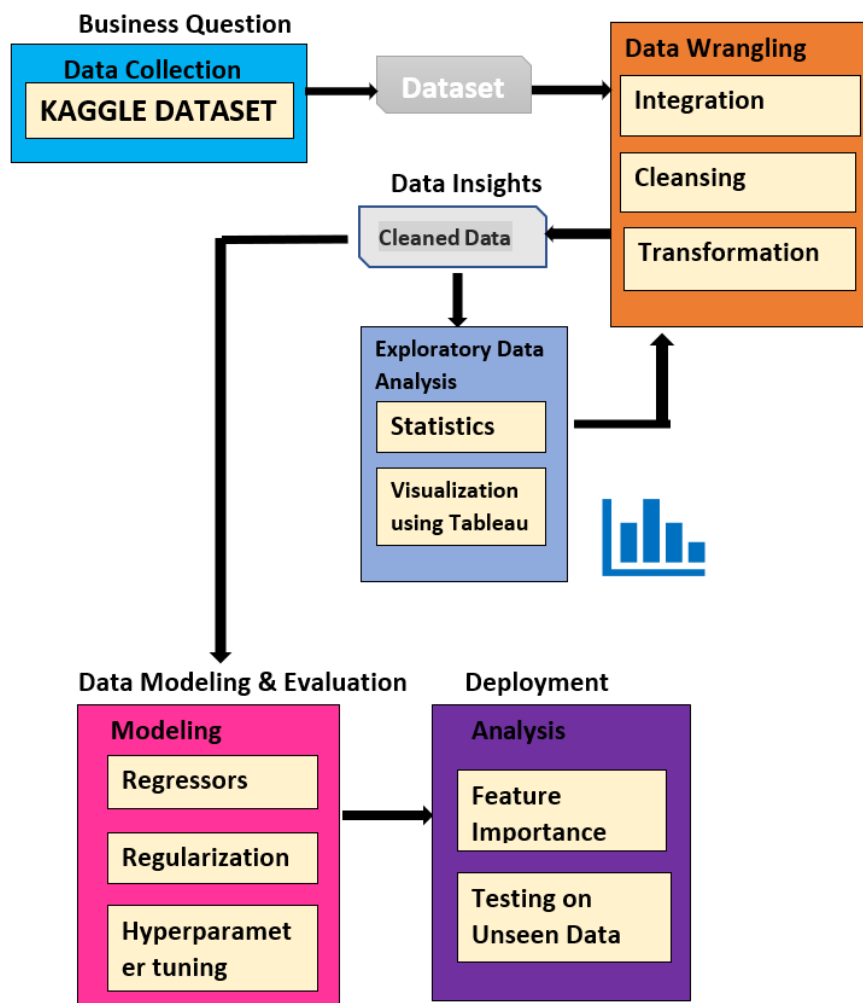 Business Question
Data Collection
KAGGLE DATASET
Dataset
Data Wrangling
Integration
Cleansing
Transformation
Data Insights
Cleaned Data
Exploratory Data
Analysis
Statistics
Visualization
using Tableau
Data Modeling & Evaluation
Modeling
Regressors
Regularization
Hyperparamet
er tuning
Deployment
Analysis
Feature
Importance
Testing on
Unseen Data